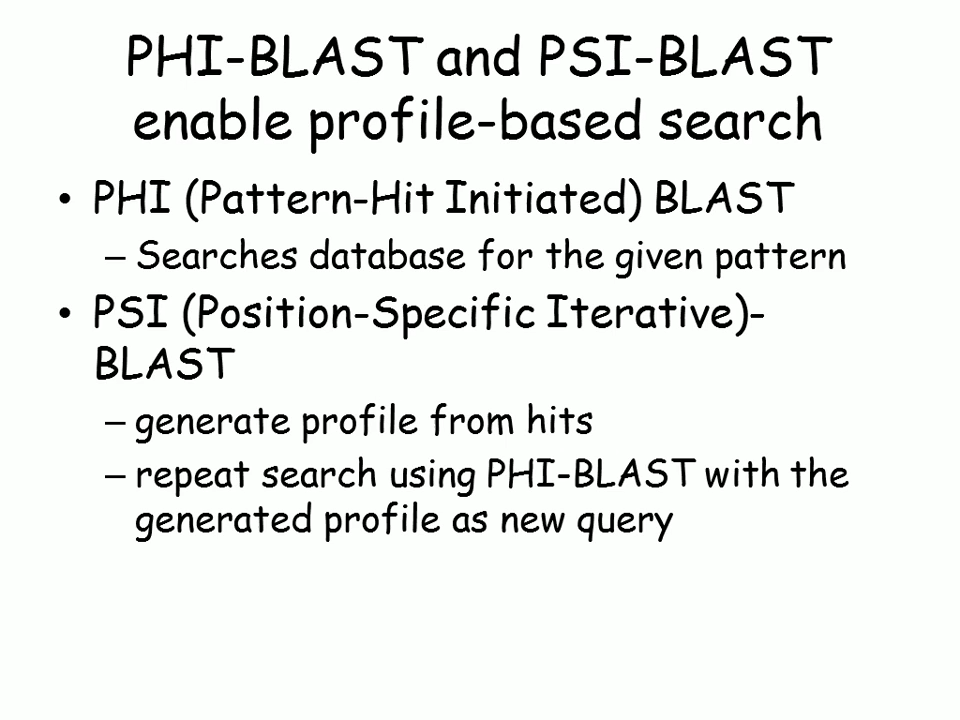 PHI-BLAST and PSI-BLAST
enable profile-based search
• PHI (Pattern-Hit Initiated) BLAST
– Searches database for the given pattern
• PSI (Position-Specific Iterative)-
BLAST
– generate profile from hits
– repeat search using PHI-BLAST with the
generated profile as new query